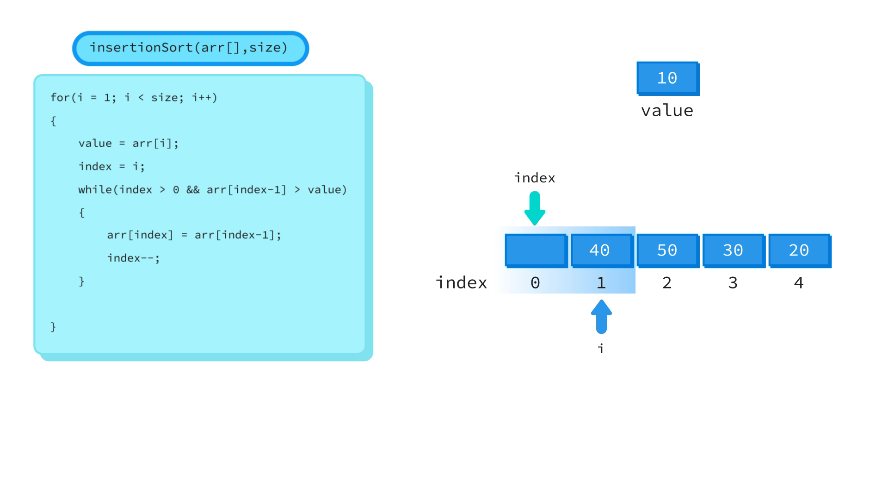 insertionSort(arr[],size)
for(i = 1; i < size; i++)
{
value = arr[i];
index = i;
while(index > 0 && arr[index-1] > value)
{
arr[index] = arr[index-1];
index--;
}
}
10
value
index
40 50 30 20
index 0 1 2 3 4
i